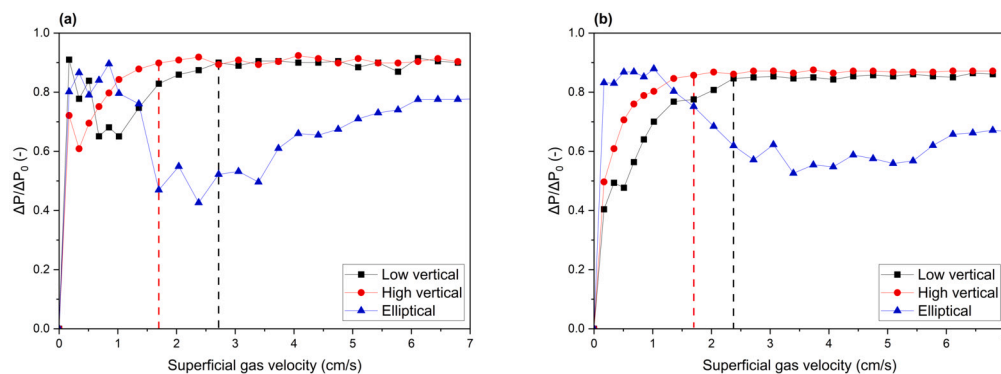 (a)
1.0
0.8
0.6
0.4
0.2
0.0
ΔP/ΔP₀ (-)
0 1 2 3 4 5 6 7
Superficial gas velocity (cm/s)
Low vertical
High vertical
Elliptical
(b)
1.0
0.8
0.6
0.4
0.2
0.0
ΔP/ΔP₀ (-)
0 1 2 3 4 5 6 7
Superficial gas velocity (cm/s)
Low vertical
High vertical
Elliptical